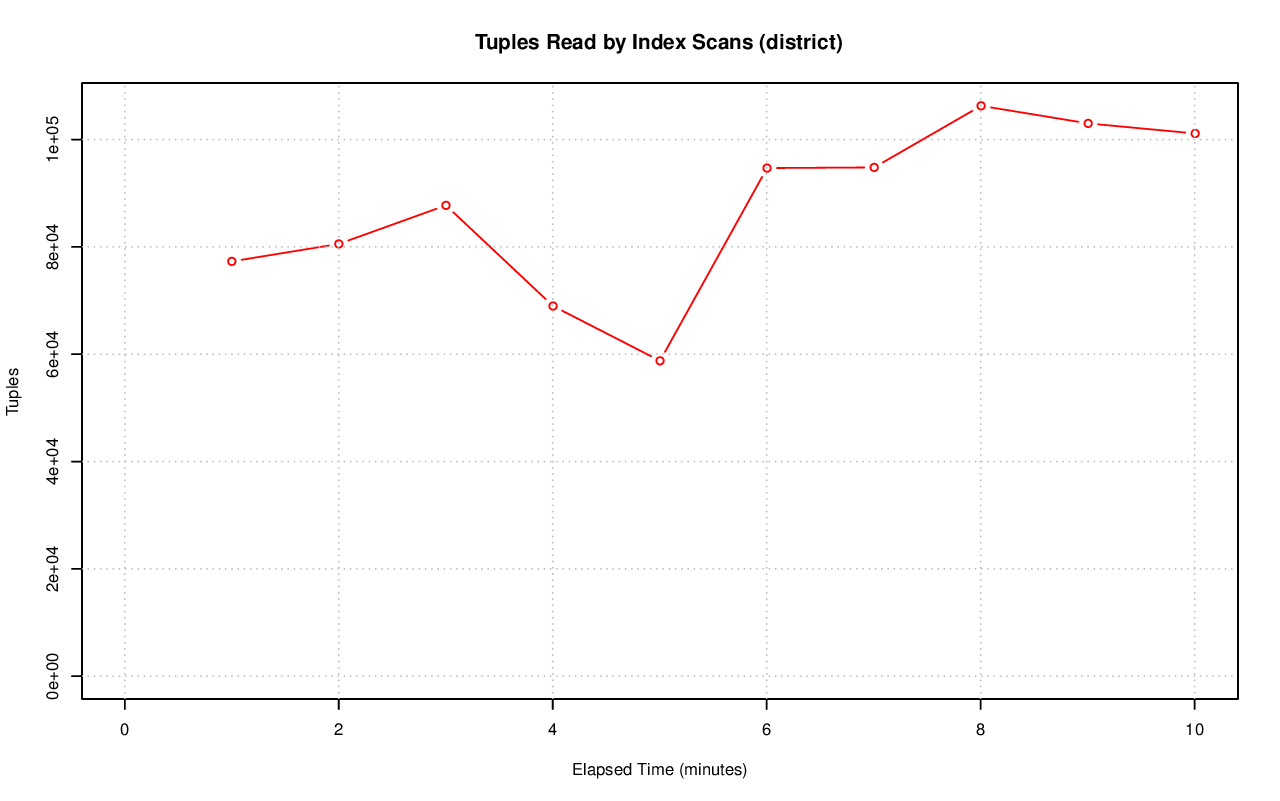 Tuples Read by Index Scans (district)
Tuples
1e+05
8e+04
6e+04
4e+04
2e+04
0e+00
0 2 4 6 8 10
Elapsed Time (minutes)